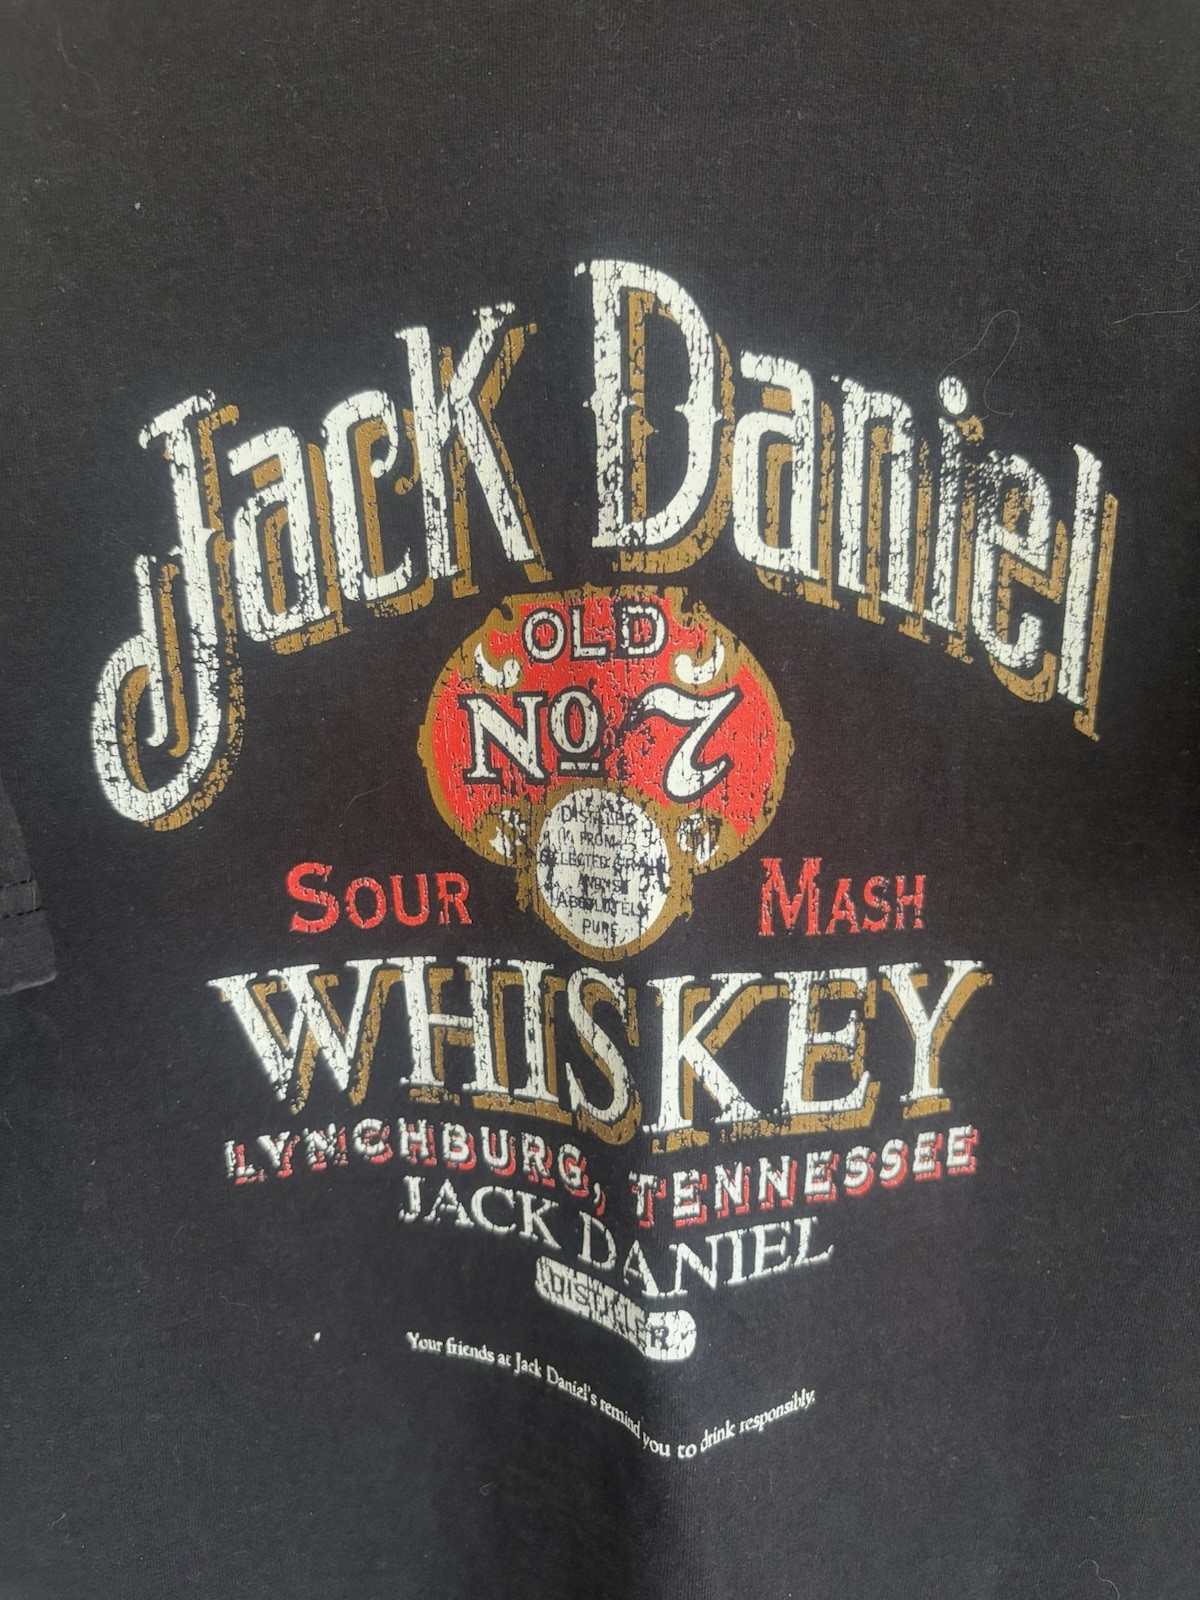 Jack Daniel
OLD
No 7
DISTILLED
FROM
SELECTED GRAIN
ABSOLUTELY
PURE
SOUR MASH
WHISKEY
LYNCHBURG, TENNESSEE
JACK DANIEL
DISTILLER
Your friends at Jack Daniel's remind you to drink responsibly.